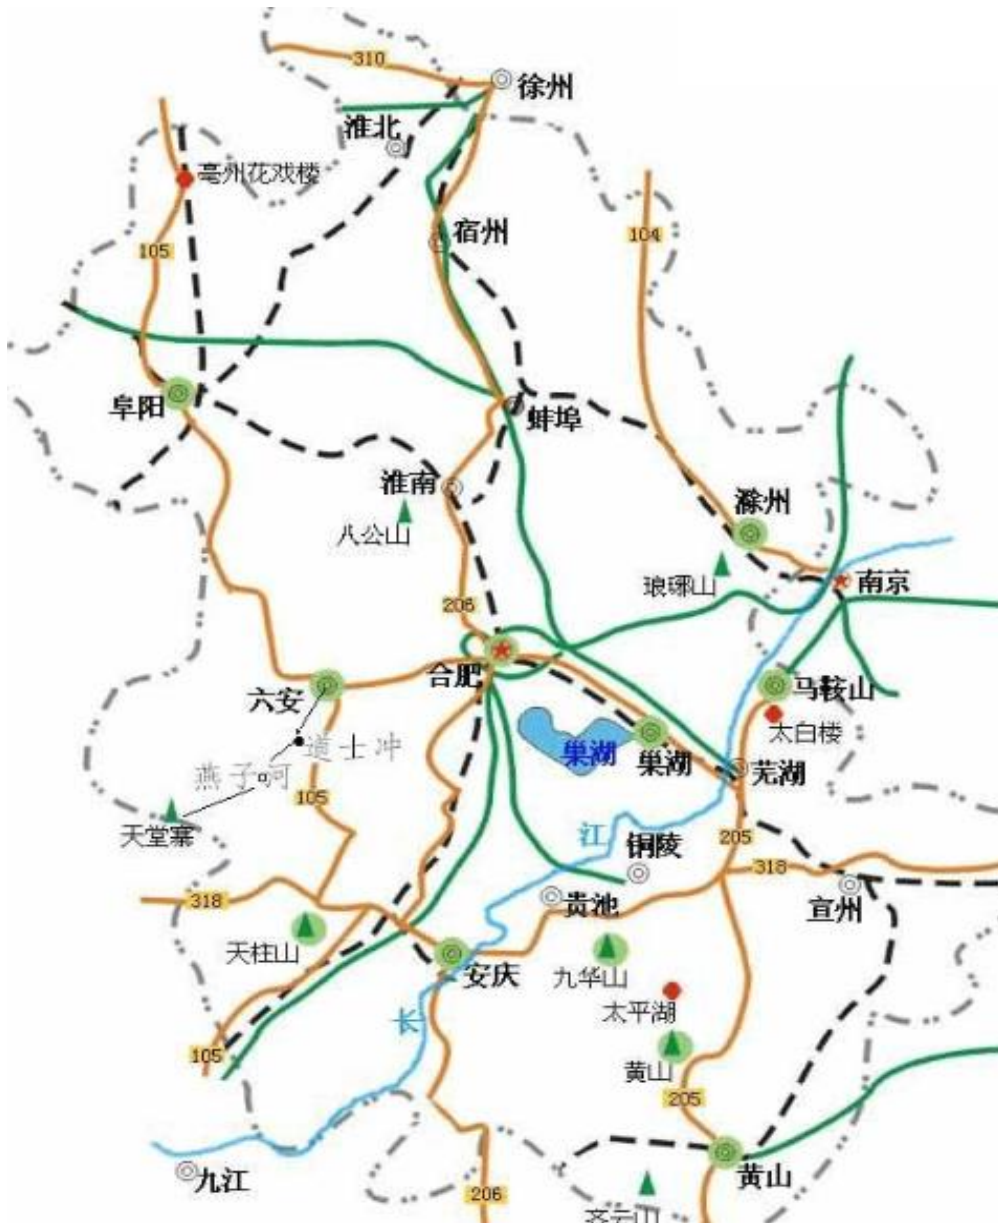 310
徐州
淮北
亳州花戏楼
宿州
104
105
阜阳
蚌埠
淮南
滁州
八公山
琅琊山
南京
206
合肥
六安
马鞍山
太白楼
道士冲
巢湖
巢湖
芜湖
燕子河
105
天堂寨
江
205
铜陵
318
318
贵池
宣州
天柱山
安庆
九华山
太平湖
长
105
黄山
205
九江
黄山
206
齐云山